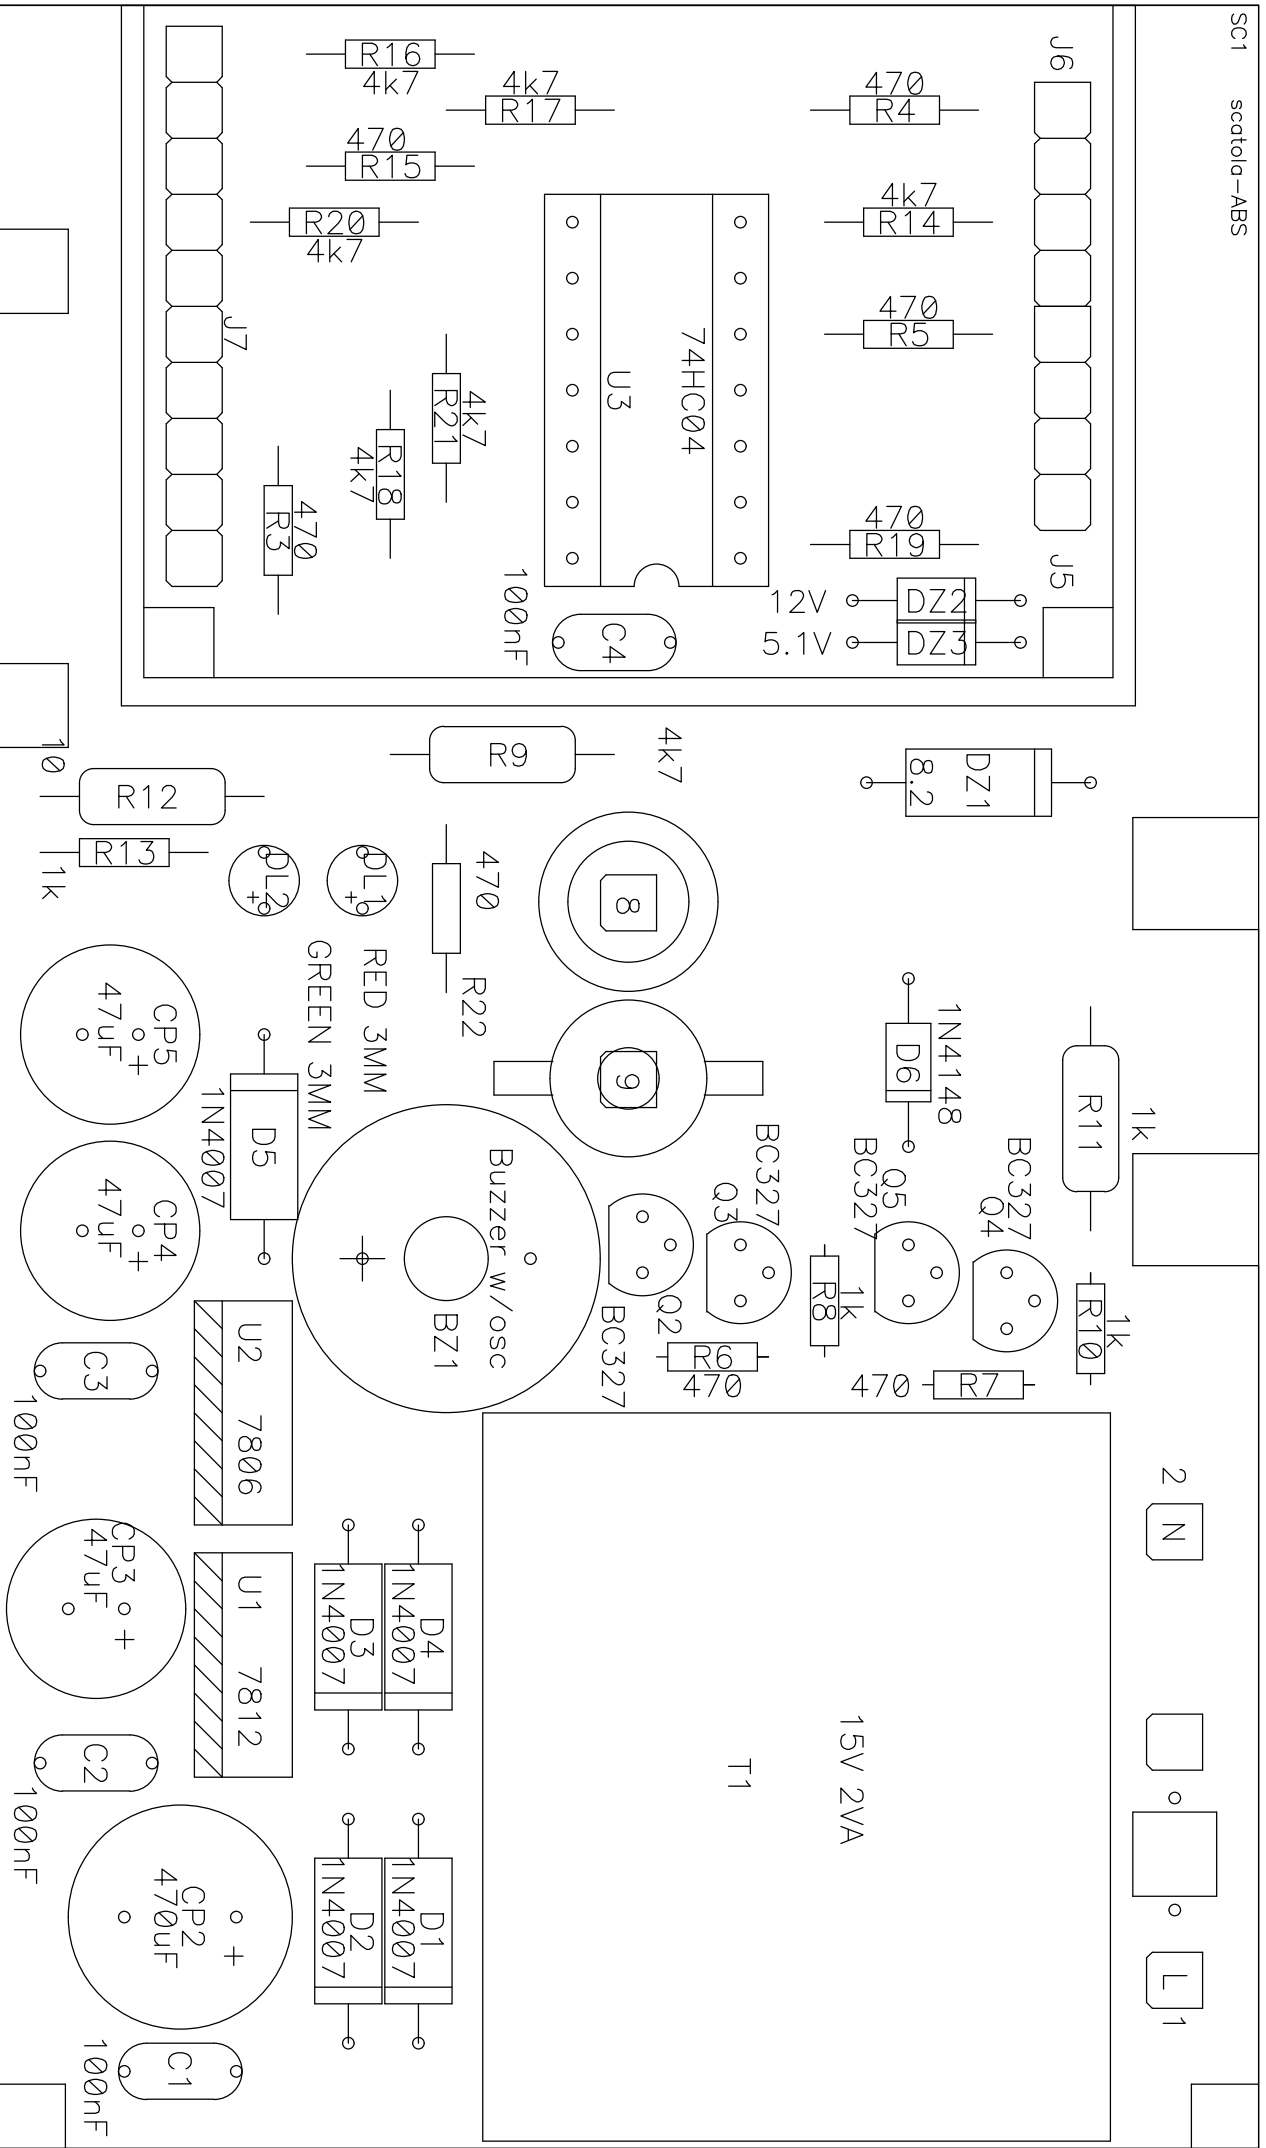 SC1
scatola-ABS
J6
R16
4k7
4k7
R17
470
R4
470
R15
R20
4k7
4k7
R14
470
R5
J7
74HC04
U3
4k7
R21
R18
4k7
470
R3
470
R19
J5
12V
DZ2
5.1V
DZ3
100nF
C4
10
R12
R9
4k7
DZ1
8.2
R13
1k
DL2
+
DL1
+
470
R22
8
GREEN 3MM
RED 3MM
CP5
47uF
+
1N4148
D6
9
R11
1k
D5
1N4007
CP4
47uF
+
Buzzer w/osc
BZ1
BC327
Q3
BC327
Q5
BC327
Q4
Q2
BC327
R8
1k
R10
1k
R6
470
470
R7
U2 7806
C3
100nF
2
N
CP3
47uF
+
U1 7812
D3
1N4007
D4
1N4007
C2
100nF
15V 2VA
T1
CP2
470uF
+
D2
1N4007
D1
1N4007
L
1
C1
100nF